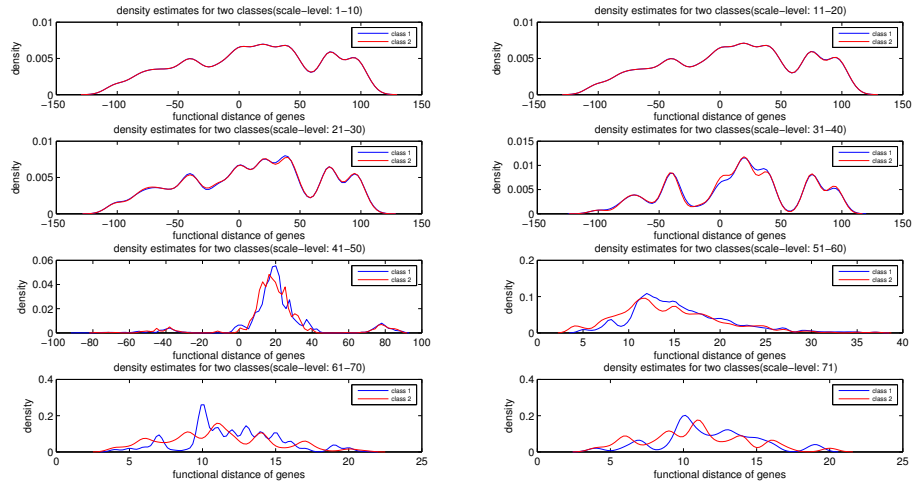 density estimates for two classes(scale−level: 1−10)
0.01
0.005
0
density
class 1
class 2
−150 −100 −50 0 50 100 150
functional distance of genes
density estimates for two classes(scale−level: 11−20)
0.01
0.005
0
density
class 1
class 2
−150 −100 −50 0 50 100 150
functional distance of genes
density estimates for two classes(scale−level: 21−30)
0.01
0.005
0
density
class 1
class 2
−150 −100 −50 0 50 100 150
functional distance of genes
density estimates for two classes(scale−level: 31−40)
0.015
0.01
0.005
0
density
class 1
class 2
−150 −100 −50 0 50 100 150
functional distance of genes
density estimates for two classes(scale−level: 41−50)
0.06
0.04
0.02
0
density
class 1
class 2
−100 −80 −60 −40 −20 0 20 40 60 80 100
functional distance of genes
density estimates for two classes(scale−level: 51−60)
0.2
0.1
0
density
class 1
class 2
0 5 10 15 20 25 30 35 40
functional distance of genes
density estimates for two classes(scale−level: 61−70)
0.4
0.2
0
density
class 1
class 2
0 5 10 15 20 25
functional distance of genes
density estimates for two classes(scale−level: 71)
0.4
0.2
0
density
class 1
class 2
0 5 10 15 20 25
functional distance of genes